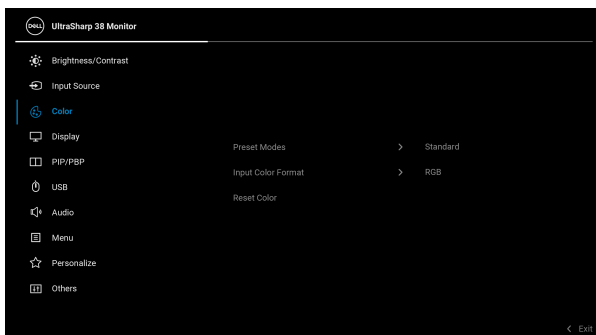 DELL UltraSharp 38 Monitor
Brightness/Contrast
Input Source
Color
Display
PIP/PBP
USB
Audio
Menu
Personalize
Others
Preset Modes > Standard
Input Color Format > RGB
Reset Color
< Exit